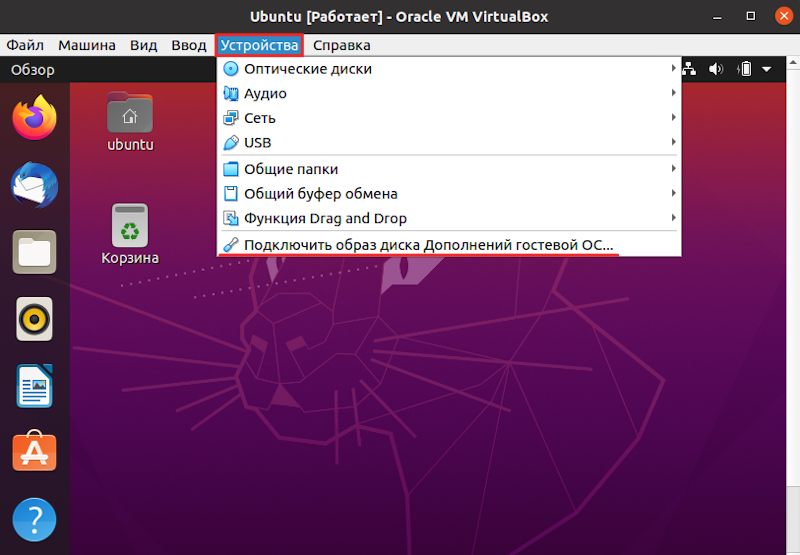 Ubuntu [Работает] - Oracle VM VirtualBox
Файл Машина Вид Ввод Устройства Справка
Обзор
Оптические диски
Аудио
Сеть
USB
Общие папки
Общий буфер обмена
Функция Drag and Drop
Подключить образ диска Дополнений гостевой ОС...
ubuntu
Корзина